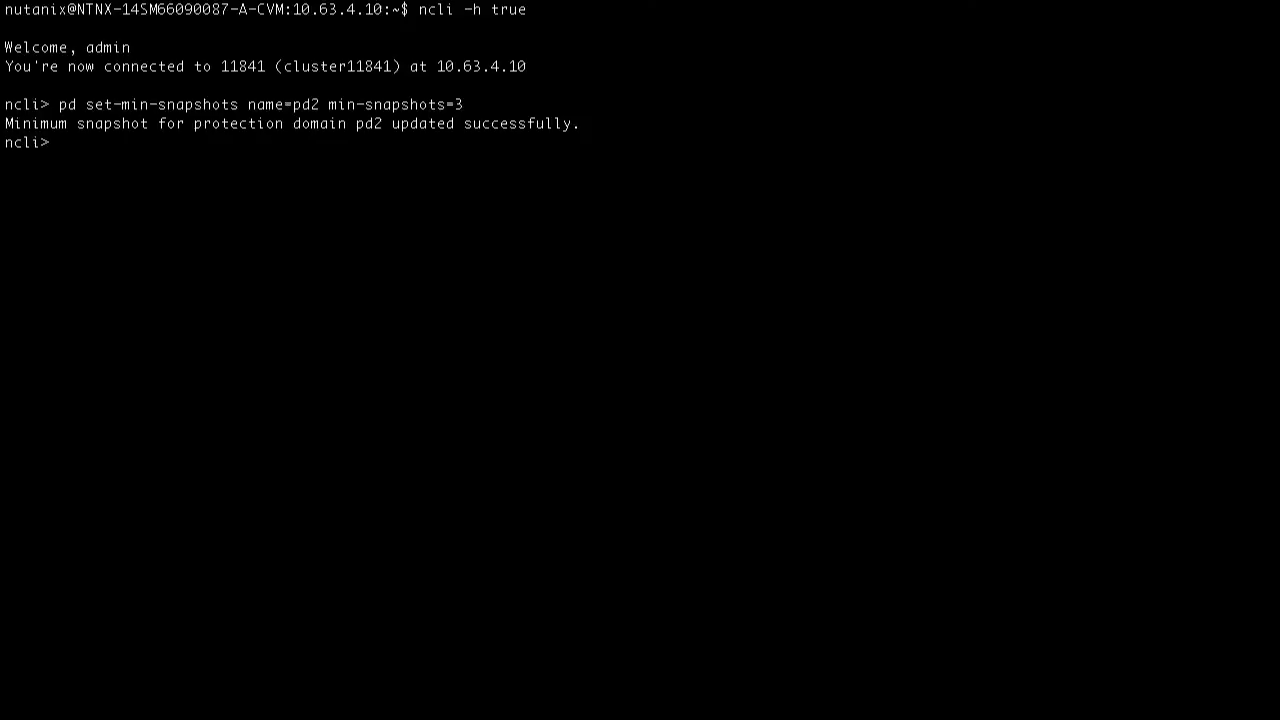 nutanix@NTNX-14SM66090087-A-CVM:10.63.4.10:~$ ncli -h true
Welcome, admin
You're now connected to 11841 (cluster11841) at 10.63.4.10
ncli> pd set-min-snapshots name=pd2 min-snapshots=3
Minimum snapshot for protection domain pd2 updated successfully.
ncli>